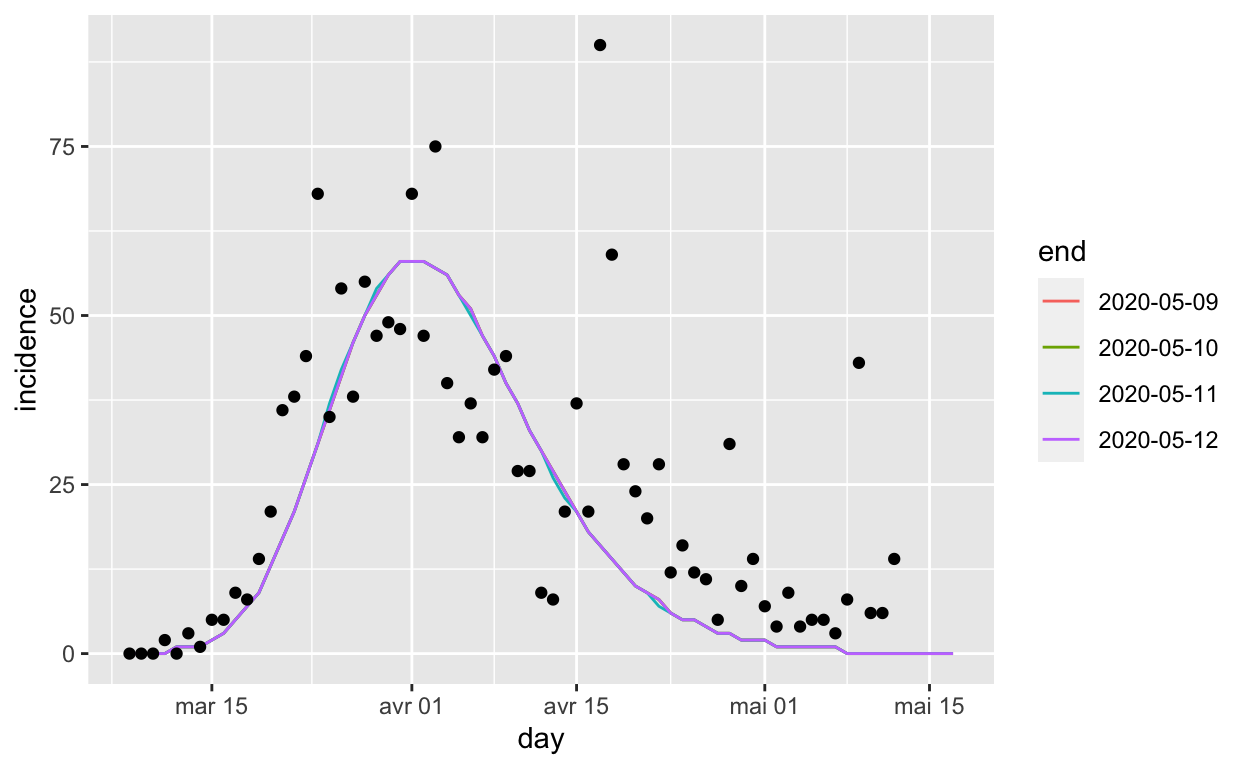 75
50
25
0
incidence
mar 15
avr 01
avr 15
mai 01
mai 15
day
end
2020-05-09
2020-05-10
2020-05-11
2020-05-12